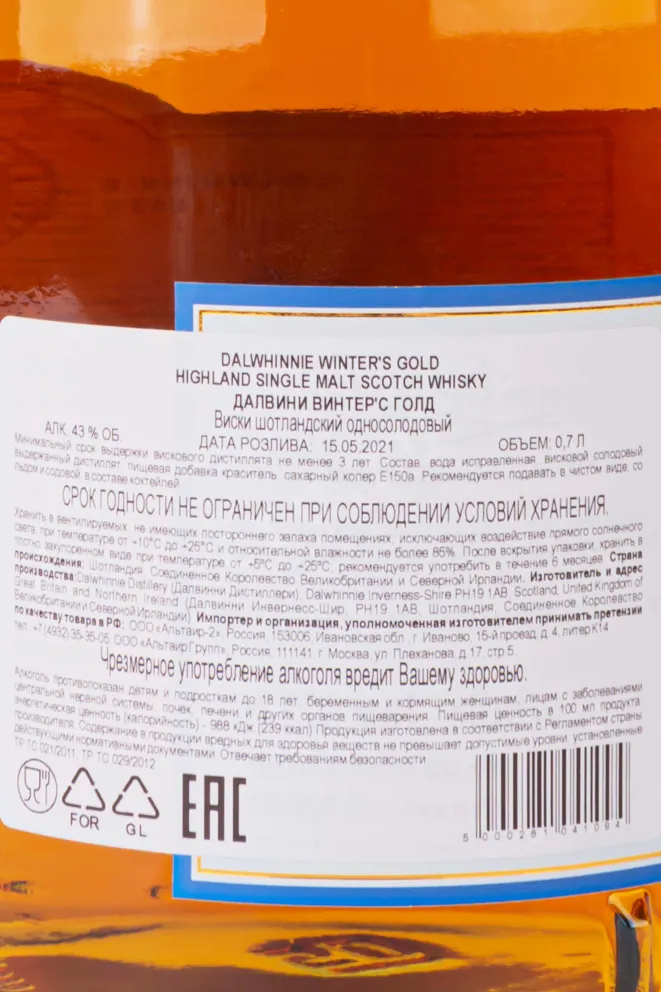 DALWHINNIE WINTER'S GOLD
HIGHLAND SINGLE MALT SCOTCH WHISKY
ДАЛВИНИ ВИНТЕР'С ГОЛД
Виски шотландский односолодовый
АЛК. 43 % ОБ. ДАТА РОЗЛИВА: 15.05.2021 ОБЪЕМ: 0,7 Л
Минимальный срок выдержки вискового дистиллята не менее 3 лет. Состав: вода исправленная, висковой солодовый
выдержанный дистиллят, пищевая добавка краситель: сахарный колер Е150а. Рекомендуется подавать в чистом виде, со
льдом и содовой, в составе коктейлей.
СРОК ГОДНОСТИ НЕ ОГРАНИЧЕН ПРИ СОБЛЮДЕНИИ УСЛОВИЙ ХРАНЕНИЯ.
Хранить в вентилируемых, не имеющих постороннего запаха помещениях, исключающих воздействие прямого солнечного
света, при температуре от +10°С до +25°С и относительной влажности не более 85%. После вскрытия упаковки хранить в
плотно закупоренном виде при температуре от +5°С до +25°С, рекомендуется употребить в течение 6 месяцев. Страна
происхождения: Шотландия, Соединенное Королевство Великобритании и Северной Ирландии. Изготовитель и адрес
производства: Dalwhinnie Distillery (Далвинни Дистиллери), Dalwhinnie Inverness-Shire PH19 1AB, Scotland, United Kingdom of
Great Britain and Northern Ireland (Далвинни Инвернесс-Шир, PH19 1AB, Шотландия, Соединенное Королевство
Великобритании и Северной Ирландии). Импортер и организация, уполномоченная изготовителем принимать претензии
по качеству товара в РФ: ООО «Альтаир-2», Россия, 153006, Ивановская обл., г. Иваново, 15-й проезд, д. 4, литер К14
тел. +7 (4932) 35-35-05, ООО «Альтаир Групп», Россия, 111141, г. Москва, ул. Плеханова, д. 17, стр.5.
Чрезмерное употребление алкоголя вредит Вашему здоровью.
Алкоголь противопоказан детям и подросткам до 18 лет, беременным и кормящим женщинам, лицам с заболеваниями
центральной нервной системы, почек, печени и других органов пищеварения. Пищевая ценность в 100 мл продукта:
энергетическая ценность (калорийность) - 988 кДж (239 ккал). Продукция изготовлена в соответствии с Регламентом страны
производителя. Содержание в продукции вредных для здоровья веществ не превышает допустимые уровни, установленные
действующими нормативными документами. Отвечает требованиям безопасности
ТР ТС 021/2011, ТР ТС 029/2012
FOR GL EAC
5 000281 041094